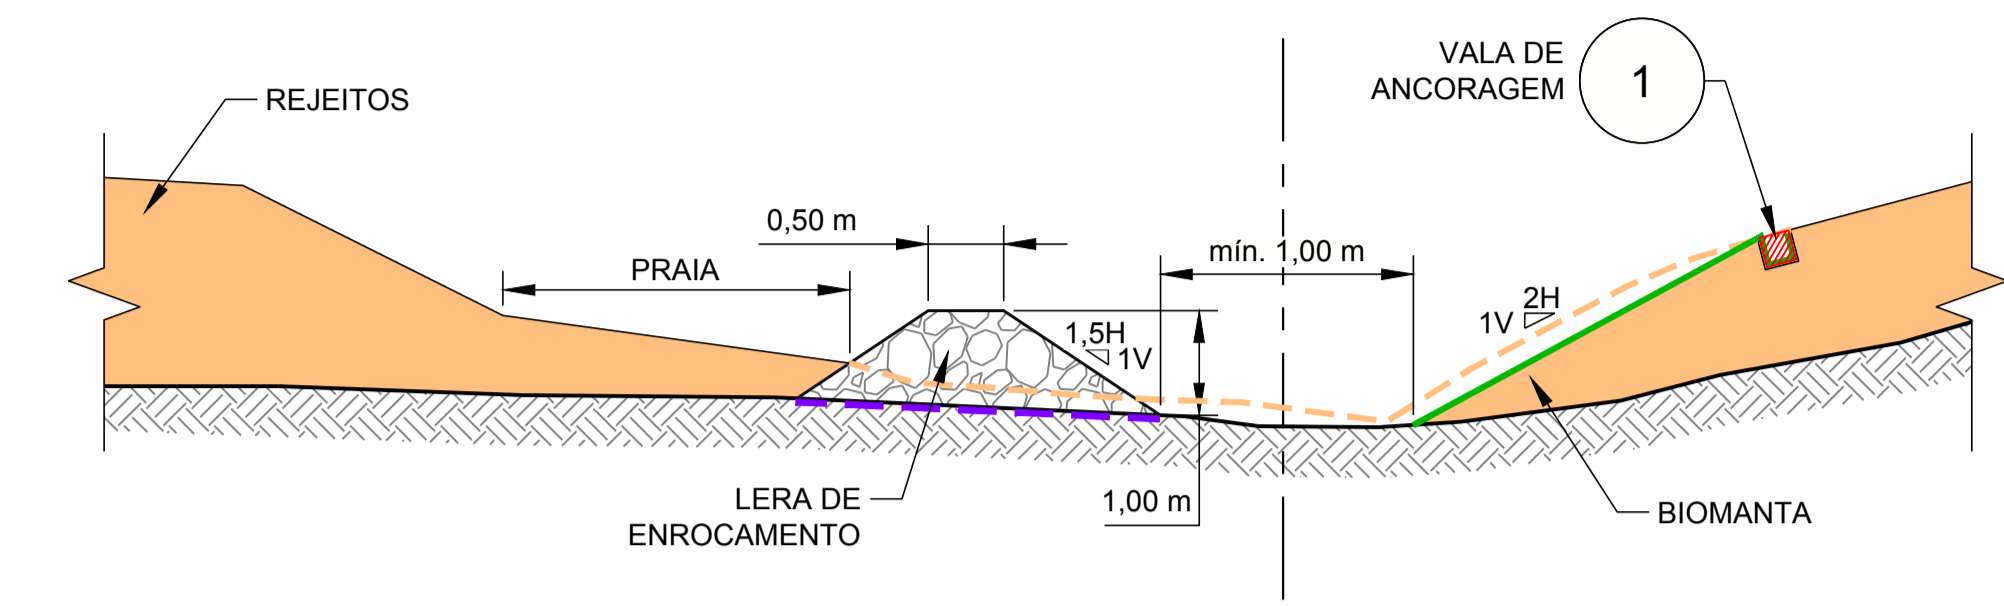 VALA DE
ANCORAGEM
1
REJEITOS
0,50 m
mín. 1,00 m
PRAIA
2H
1V
1,5H
1V
1,00 m
LERA DE
ENROCAMENTO
BIOMANTA